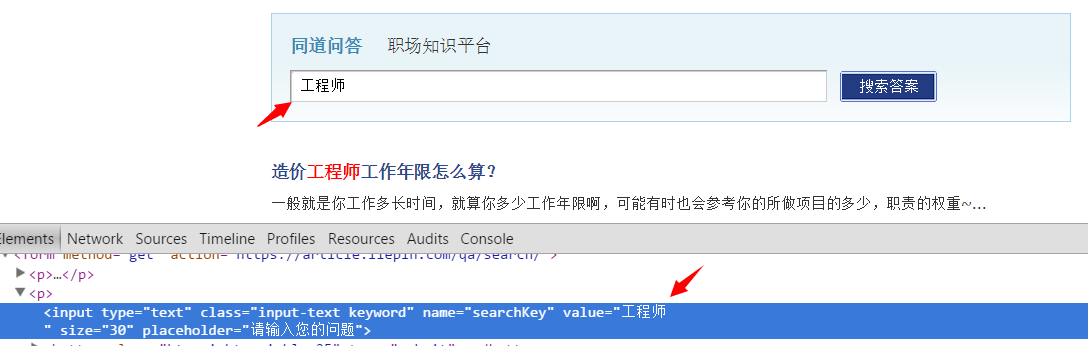 同道问答 职场知识平台
工程师 搜索答案
造价工程师工作年限怎么算?
一般就是你工作多长时间，就算你多少工作年限啊，可能有时也会参考你的所做项目的多少，职责的权重~...
Elements Network Sources Timeline Profiles Resources Audits Console
<form method="get" action="https://article.liepin.com/qa/search/">
<p>…</p>
<p>
<input type="text" class="input-text keyword" name="searchKey" value="工程师
" size="30" placeholder="请输入您的问题">